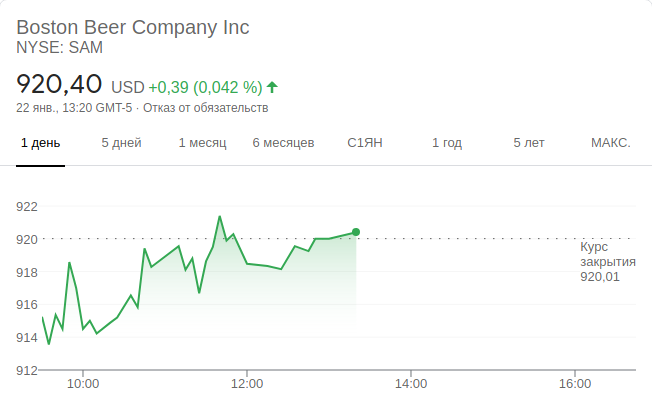 Boston Beer Company Inc
NYSE: SAM
920,40 USD +0,39 (0,042 %)
22 янв., 13:20 GMT-5 · Отказ от обязательств
1 день 5 дней 1 месяц 6 месяцев С1ЯН 1 год 5 лет МАКС.
922
920
Курс
закрытия
918
920,01
916
914
912
10:00 12:00 14:00 16:00